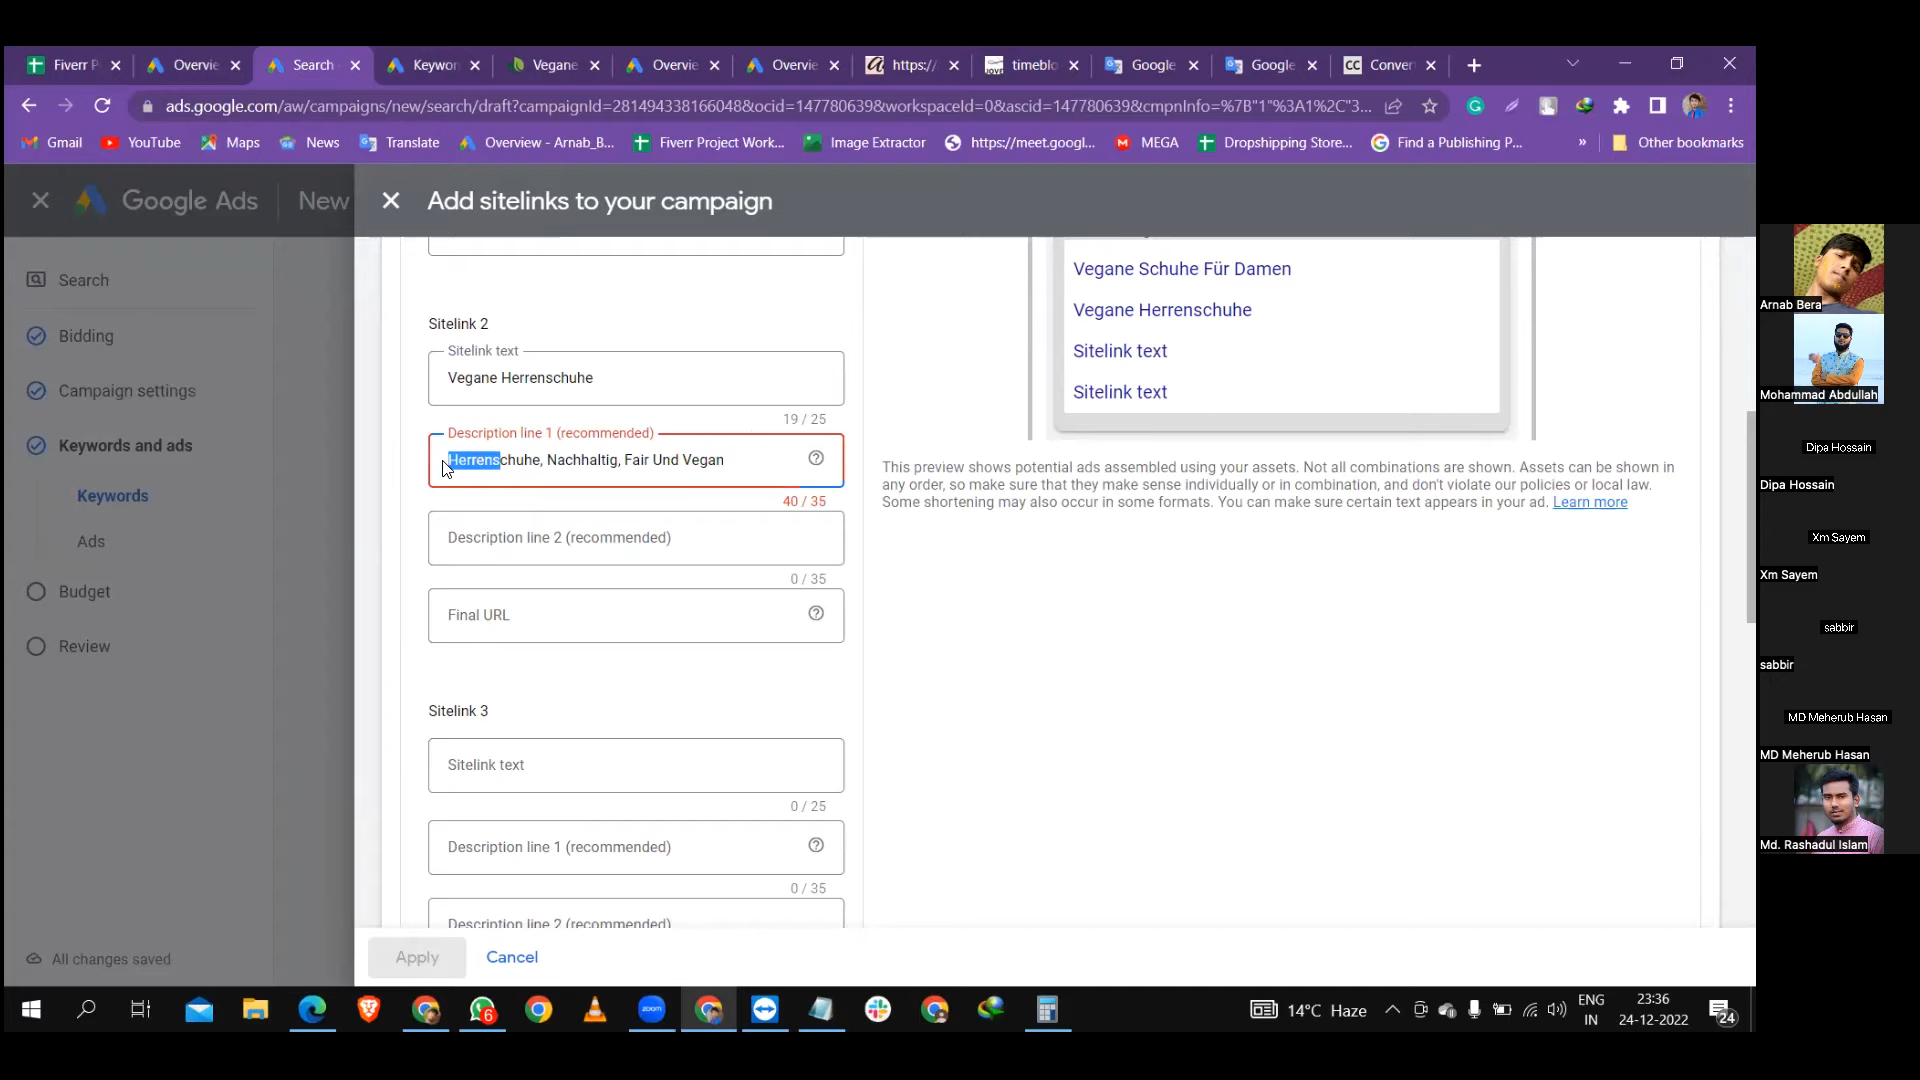 Fiverr P
Overvie
Search
Keywor
Vegane
Overvie
Overvie
https://
timeblo
Google
Google
CC Conver
ads.google.com/aw/campaigns/new/search/draft?campaignId=281494338166048&ocid=147780639&workspaceId=0&ascid=147780639&cmpnInfo=%7B"1"%3A1%2C"3...
Gmail
YouTube
Maps
News
Translate
Overview - Arnab_B...
Fiverr Project Work...
Image Extractor
https://meet.googl...
MEGA
Dropshipping Store...
Find a Publishing P...
»
Other bookmarks
Google Ads
New
Add sitelinks to your campaign
Search
Bidding
Campaign settings
Keywords and ads
Keywords
Ads
Budget
Review
All changes saved
Sitelink 2
Sitelink text
Vegane Herrenschuhe
19 / 25
Description line 1 (recommended)
Herrenschuhe, Nachhaltig, Fair Und Vegan
40 / 35
Description line 2 (recommended)
0 / 35
Final URL
Sitelink 3
Sitelink text
0 / 25
Description line 1 (recommended)
0 / 35
Description line 2 (recommended)
Apply
Cancel
Vegane Schuhe Für Damen
Vegane Herrenschuhe
Sitelink text
Sitelink text
This preview shows potential ads assembled using your assets. Not all combinations are shown. Assets can be shown in
any order, so make sure that they make sense individually or in combination, and don't violate our policies or local law.
Some shortening may also occur in some formats. You can make sure certain text appears in your ad. Learn more
Arnab Bera
Mohammad Abdullah
Dipa Hossain
Dipa Hossain
Xm Sayem
Xm Sayem
sabbir
sabbir
MD Meherub Hasan
MD Meherub Hasan
Md. Rashadul Islam
6
zoom
14°C Haze
ENG
IN
23:36
24-12-2022
24